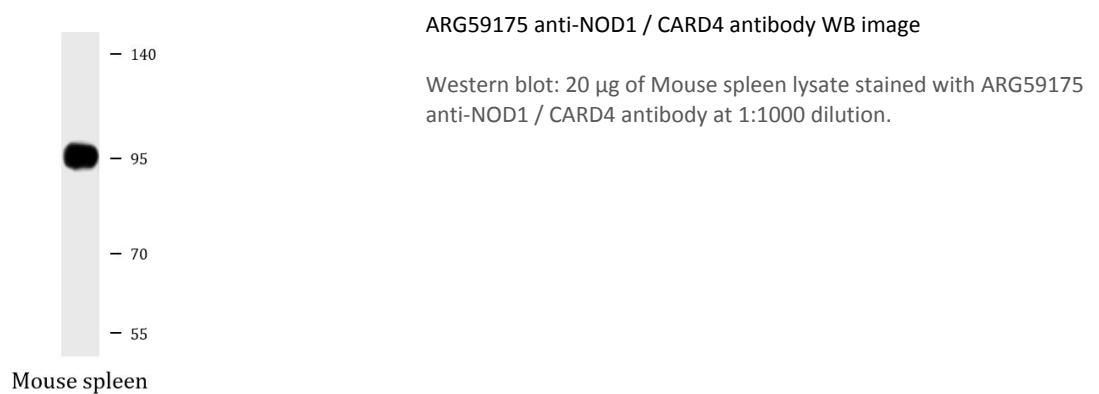 ARG59175 anti-NOD1 / CARD4 antibody WB image
Western blot: 20 µg of Mouse spleen lysate stained with ARG59175
anti-NOD1 / CARD4 antibody at 1:1000 dilution.
– 140
– 95
– 70
– 55
Mouse spleen